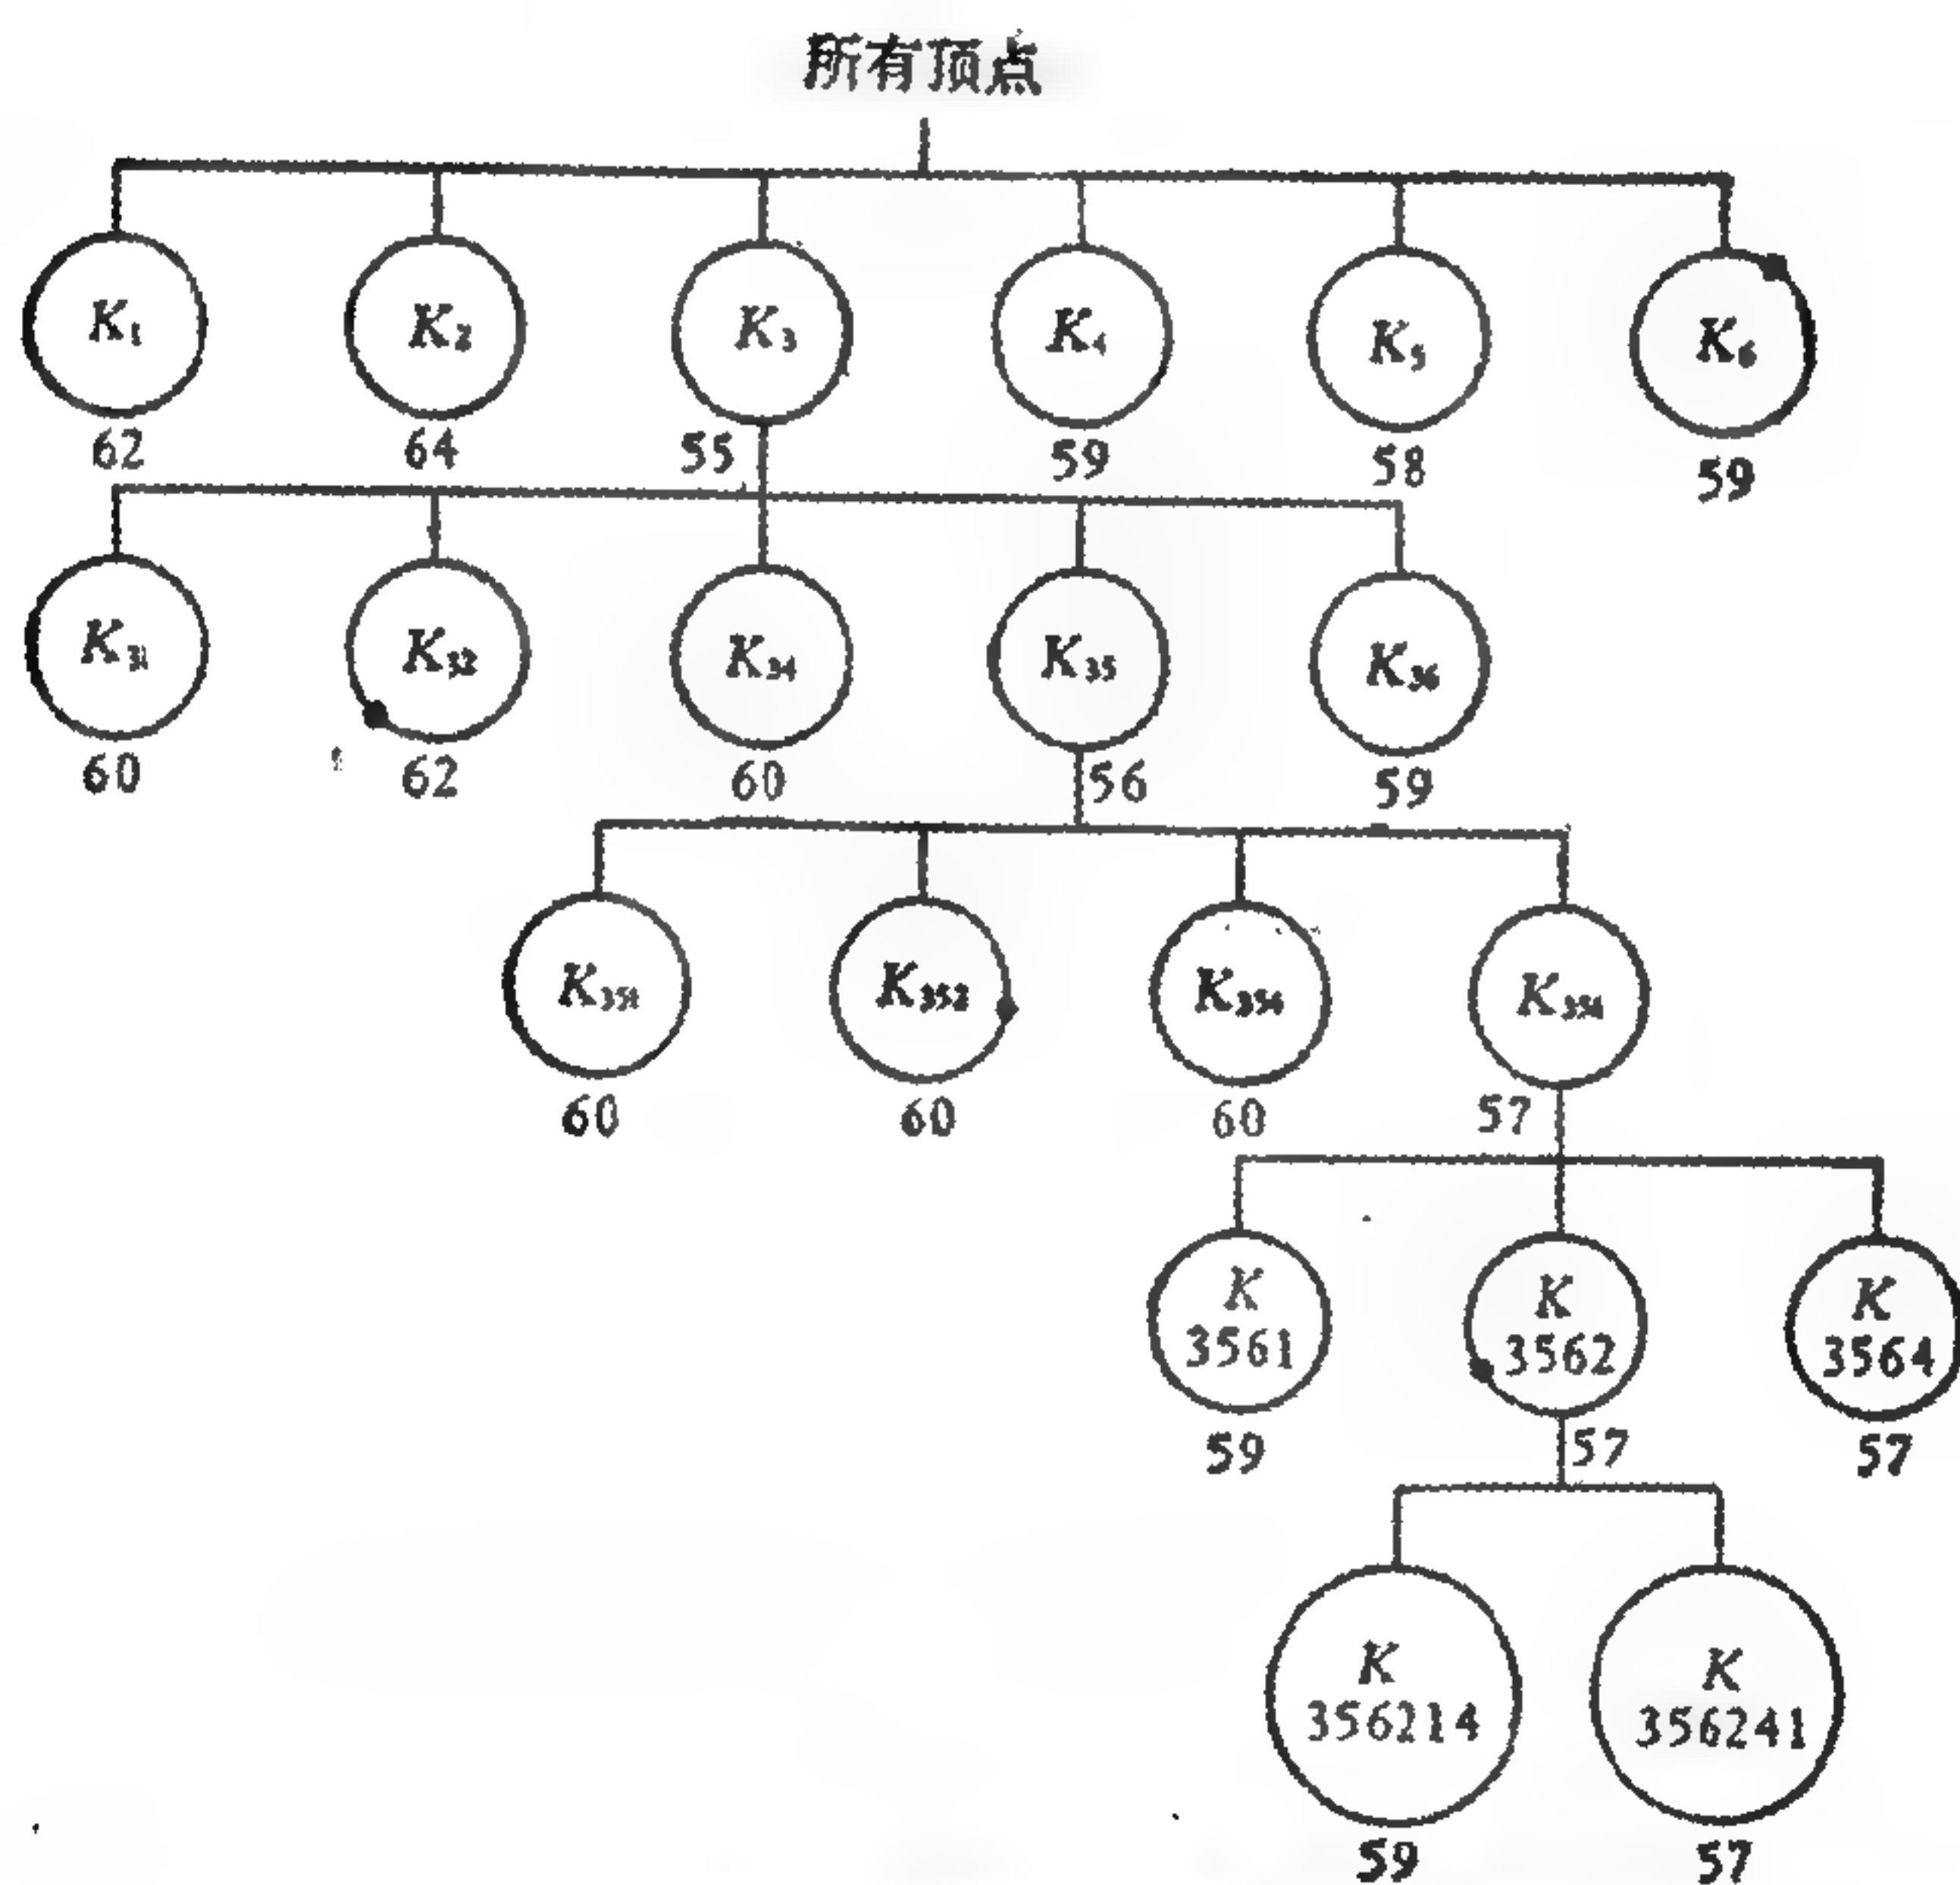 所有顶点
K1 K2 K3 K4 K5 K6
62 64 55 59 58 59
K31 K32 K34 K35 K36
60 62 60 56 59
K351 K352 K354
60 60 60 57
K K K
3561 3562 3564
59 57 57
K K
356214 356241
59 57